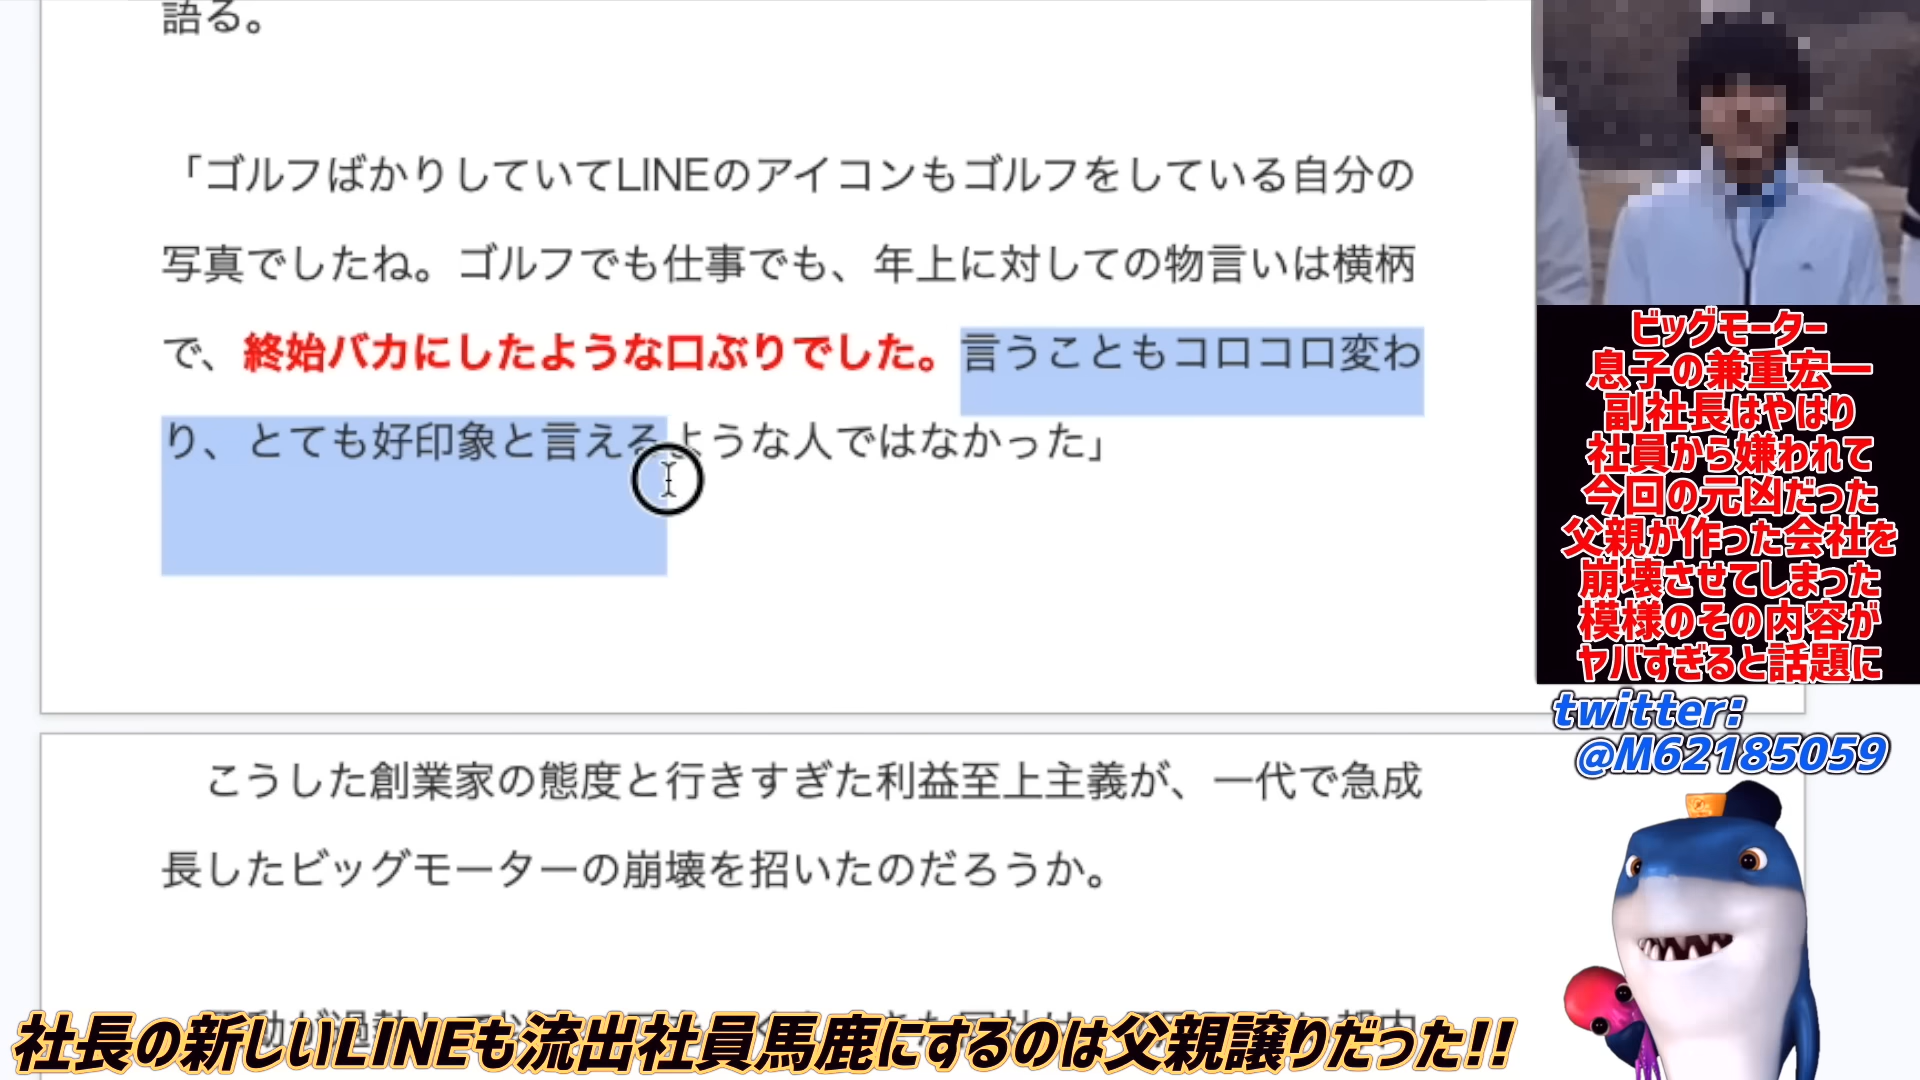 語る。
「ゴルフばかりしていてLINEのアイコンもゴルフをしている自分の
写真でしたね。ゴルフでも仕事でも、年上に対しての物言いは横柄
で、終始バカにしたような口ぶりでした。言うこともコロコロ変わ
り、とても好印象と言えるような人ではなかった」
こうした創業家の態度と行きすぎた利益至上主義が、一代で急成
長したビッグモーターの崩壊を招いたのだろうか。
社長の新しいLINEも流出社員馬鹿にするのは父親譲りだった!!
ビッグモーター
息子の兼重宏一
副社長はやはり
社員から嫌われて
今回の元凶だった
父親が作った会社を
崩壊させてしまった
模様のその内容が
ヤバすぎると話題に
twitter:
@M62185059